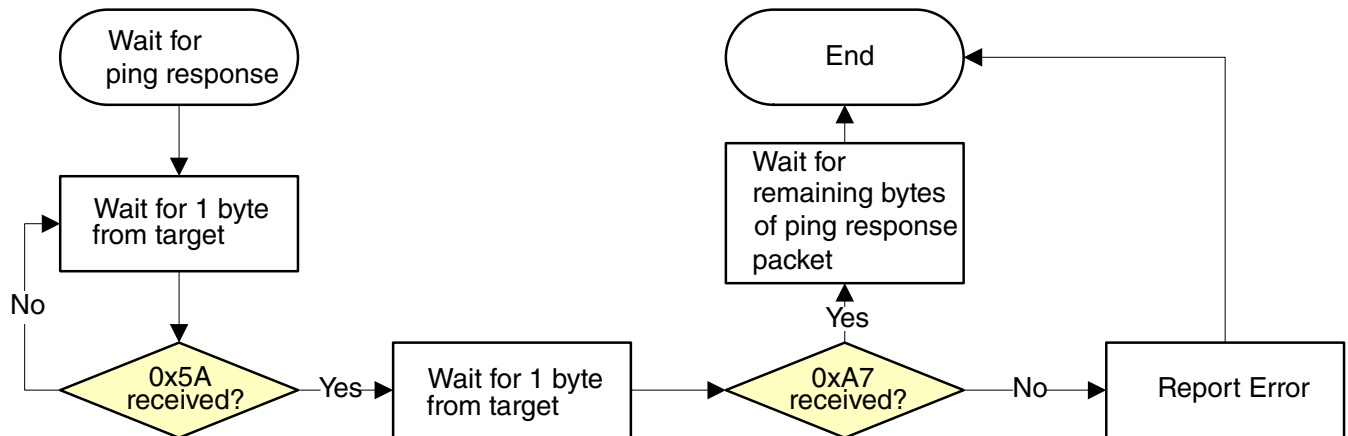 Wait for
ping response
End
Wait for 1 byte
from target
Wait for
remaining bytes
of ping response
packet
No
Yes
0x5A
received?
Yes
Wait for 1 byte
from target
0xA7
received?
No
Report Error